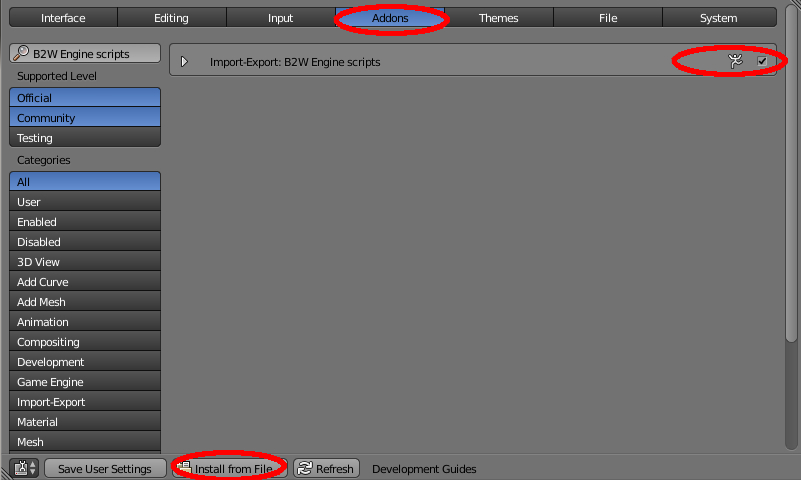 Interface Editing Input Addons Themes File System
B2W Engine scripts
Import-Export: B2W Engine scripts
Supported Level
Official
Community
Testing
Categories
All
User
Enabled
Disabled
3D View
Add Curve
Add Mesh
Animation
Compositing
Development
Game Engine
Import-Export
Material
Mesh
Save User Settings Install from File Refresh Development Guides